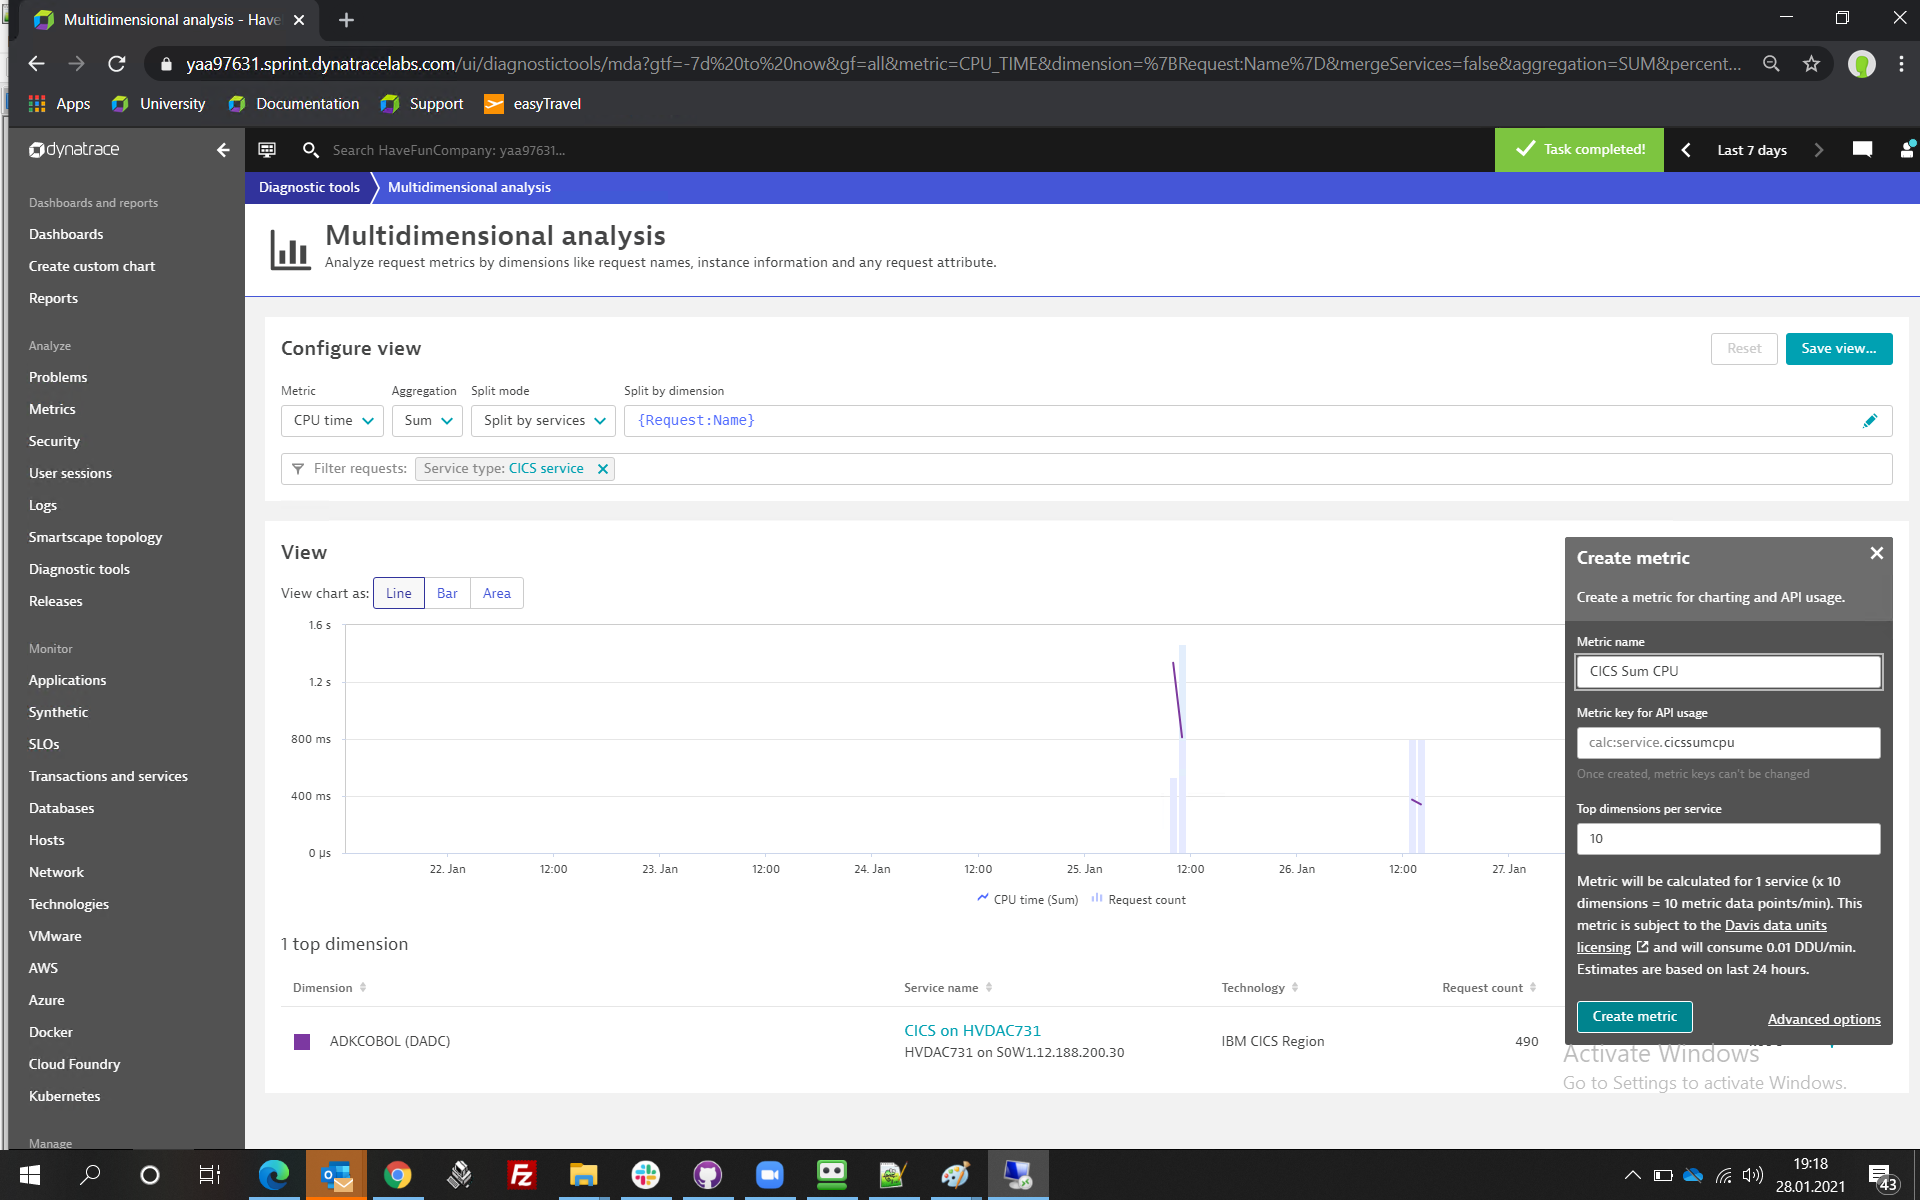 Multidimensional analysis - Have
yaa97631.sprint.dynatracelabs.com/ui/diagnostictools/mda?gtf=-7d%20to%20now&gf=all&metric=CPU_TIME&dimension=%7BRequest:Name%7D&mergeServices=false&aggregation=SUM&percent...
Apps University Documentation Support easyTravel
dynatrace
Search HaveFunCompany: yaa97631...
Task completed!
Last 7 days
Diagnostic tools
Multidimensional analysis
Dashboards and reports
Dashboards
Create custom chart
Reports
Analyze
Problems
Metrics
Security
User sessions
Logs
Smartscape topology
Diagnostic tools
Releases
Monitor
Applications
Synthetic
SLOs
Transactions and services
Databases
Hosts
Network
Technologies
VMware
AWS
Azure
Docker
Cloud Foundry
Kubernetes
Manage
Multidimensional analysis
Analyze request metrics by dimensions like request names, instance information and any request attribute.
Configure view
Reset
Save view...
Metric Aggregation Split mode Split by dimension
CPU time Sum Split by services {Request:Name}
Filter requests: Service type: CICS service
View
View chart as: Line Bar Area
1.6 s
1.2 s
800 ms
400 ms
0 µs
22. Jan 12:00 23. Jan 12:00 24. Jan 12:00 25. Jan 12:00 26. Jan 12:00 27. Jan
CPU time (Sum) Request count
1 top dimension
Dimension Service name Technology Request count
ADKCOBOL (DADC) CICS on HVDAC731 IBM CICS Region 490
HVDAC731 on S0W1.12.188.200.30
Create metric
Create a metric for charting and API usage.
Metric name
CICS Sum CPU
Metric key for API usage
calc:service.cicssumcpu
Once created, metric keys can't be changed
Top dimensions per service
10
Metric will be calculated for 1 service (x 10
dimensions = 10 metric data points/min). This
metric is subject to the Davis data units
licensing and will consume 0.01 DDU/min.
Estimates are based on last 24 hours.
Create metric
Advanced options
Activate Windows
Go to Settings to activate Windows.
19:18
28.01.2021
43